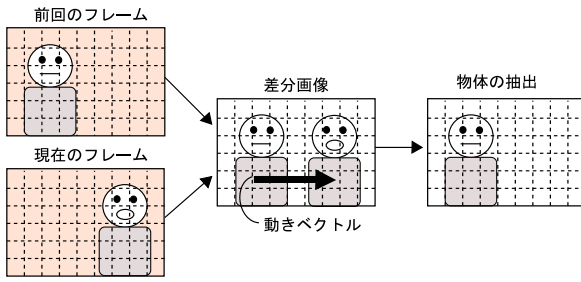 前回のフレーム
現在のフレーム
差分画像
動きベクトル
物体の抽出